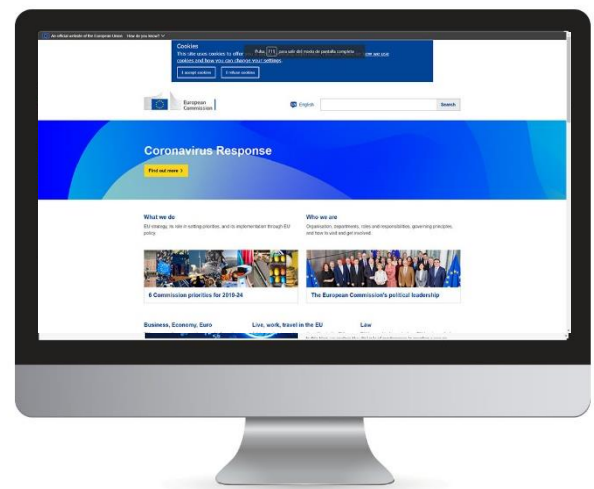 An official website of the European Union How do you know?
Cookies
This site uses cookies to offer
Pulsa F11 para salir del modo de pantalla completa
we use
cookies and how you can change your settings.
I accept cookies
I refuse cookies
European
Commission
EN English
Search
Coronavirus Response
Find out more
What we do
Who we are
EU strategy, its role in setting priorities, and its implementation through EU
policy.
Organisation, departments, roles and responsibilities, governing principles,
and how to visit and get involved.
6 Commission priorities for 2019-24
The European Commission's political leadership
Business, Economy, Euro
Live, work, travel in the EU
Law